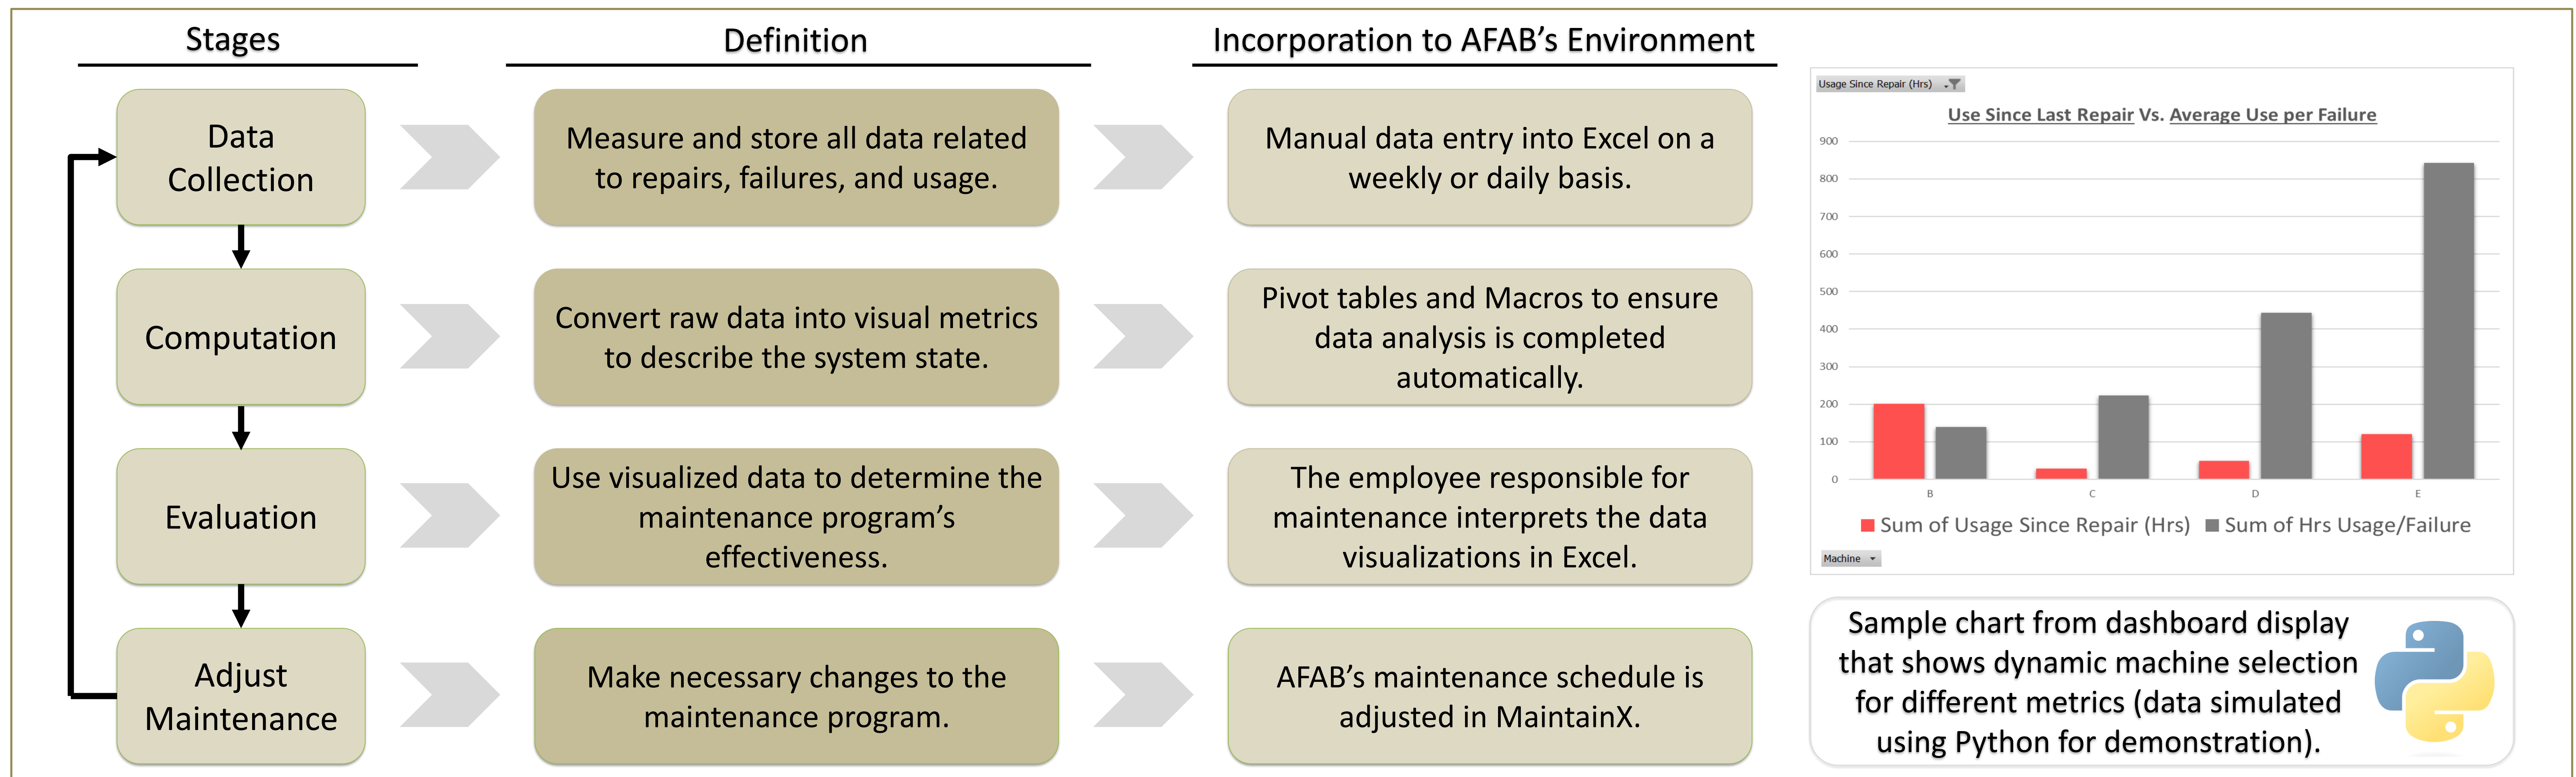 Stages
Definition
Incorporation to AFAB's Environment
Data
Collection
Measure and store all data related
to repairs, failures, and usage.
Manual data entry into Excel on a
weekly or daily basis.
Computation
Convert raw data into visual metrics
to describe the system state.
Pivot tables and Macros to ensure
data analysis is completed
automatically.
Evaluation
Use visualized data to determine the
maintenance program's
effectiveness.
The employee responsible for
maintenance interprets the data
visualizations in Excel.
Adjust
Maintenance
Make necessary changes to the
maintenance program.
AFAB's maintenance schedule is
adjusted in MaintainX.
Usage Since Repair (Hrs)
Use Since Last Repair Vs. Average Use per Failure
900
800
700
600
500
400
300
200
100
0
B C D E
Sum of Usage Since Repair (Hrs) Sum of Hrs Usage/Failure
Machine
Sample chart from dashboard display
that shows dynamic machine selection
for different metrics (data simulated
using Python for demonstration).